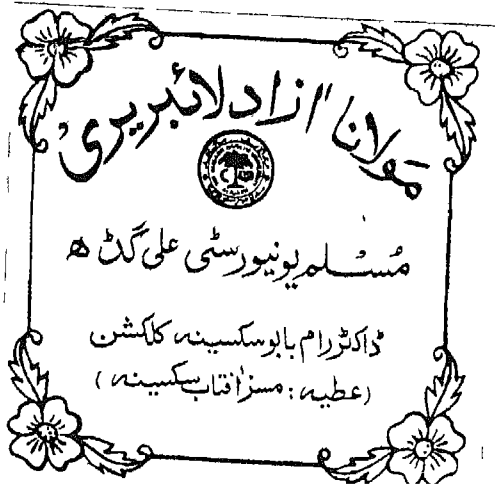 مولانا آزاد لائبریری
مسلم یونیورسٹی علی گڈھ
ڈاکٹر رام بابو سکسینہ کلکشن
(عطیہ : مسز آفتاب سکسینہ)